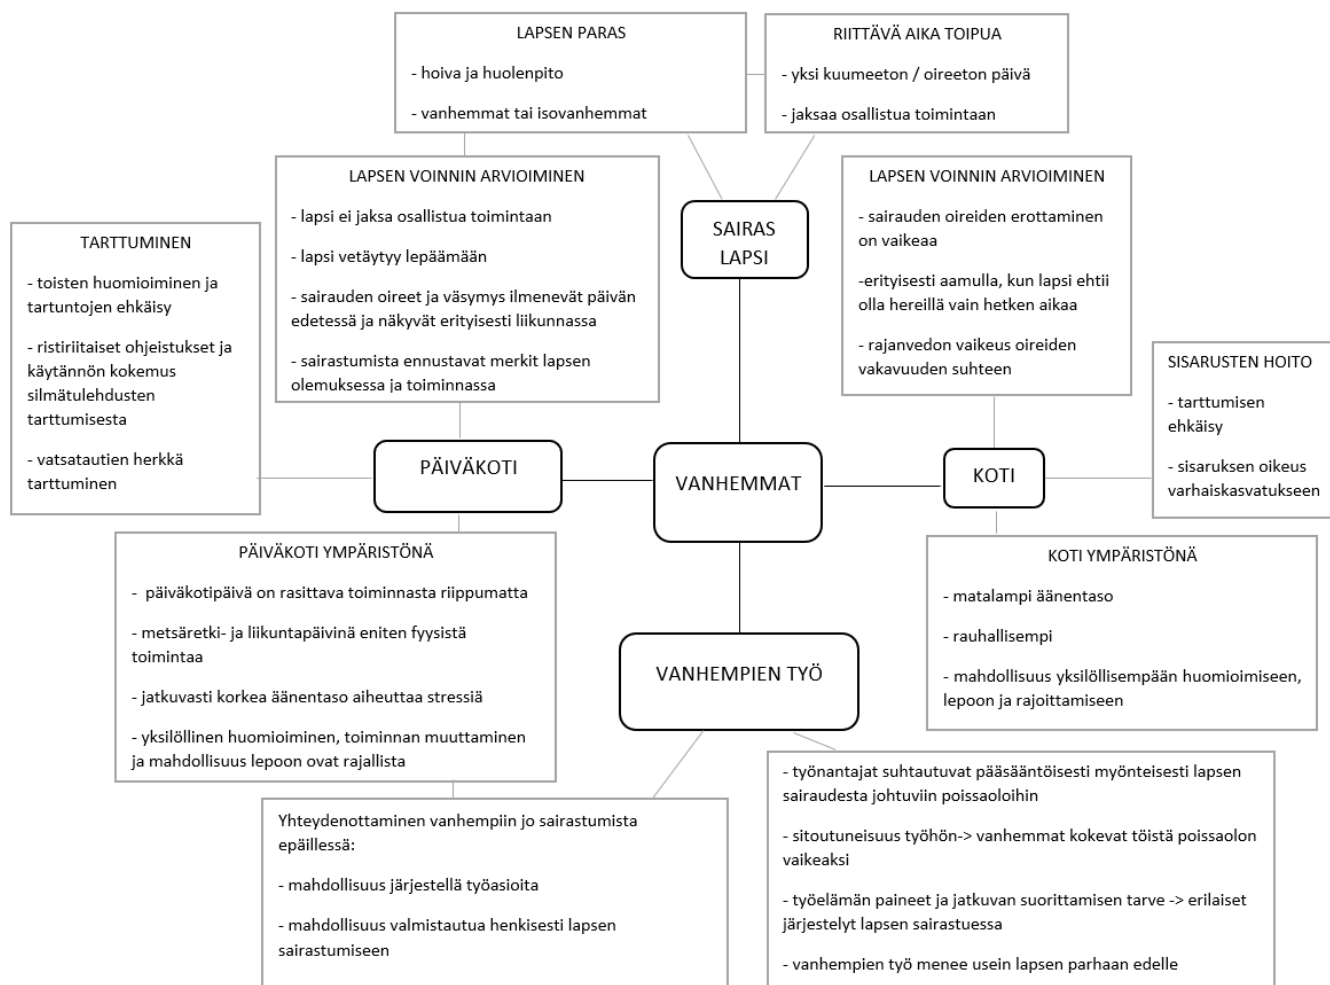 LAPSEN PARAS
- hoiva ja huolenpito
- vanhemmat tai isovanhemmat
RIITTÄVÄ AIKA TOIPUA
- yksi kuumeeton / oireeton päivä
- jaksaa osallistua toimintaan
LAPSEN VOINNIN ARVIOIMINEN
- lapsi ei jaksa osallistua toimintaan
- lapsi vetäytyy lepäämään
- sairauden oireet ja väsymys ilmenevät päivän
edetessä ja näkyvät erityisesti liikunnassa
- sairastumista ennustavat merkit lapsen
olemuksessa ja toiminnassa
SAIRAS
LAPSI
LAPSEN VOINNIN ARVIOIMINEN
- sairauden oireiden erottaminen
on vaikeaa
-erityisesti aamulla, kun lapsi ehtii
olla hereillä vain hetken aikaa
- rajanvedon vaikeus oireiden
vakavuuden suhteen
TARTTUMINEN
- toisten huomioiminen ja
tartuntojen ehkäisy
- ristiriitaiset ohjeistukset ja
käytännön kokemus
silmätulehdusten
tarttumisesta
- vatsatautien herkkä
tarttuminen
SISARUSTEN HOITO
- tarttumisen
ehkäisy
- sisaruksen oikeus
varhaiskasvatukseen
PÄIVÄKOTI
VANHEMMAT
KOTI
PÄIVÄKOTI YMPÄRISTÖNÄ
- päiväkotipäivä on rasittava toiminnasta riippumatta
- metsäretki- ja liikuntapäivinä eniten fyysistä
toimintaa
- jatkuvasti korkea äänentaso aiheuttaa stressiä
- yksilöllinen huomioiminen, toiminnan muuttaminen
ja mahdollisuus lepoon ovat rajallista
KOTI YMPÄRISTÖNÄ
- matalampi äänentaso
- rauhallisempi
- mahdollisuus yksilöllisempään huomioimiseen,
lepoon ja rajoittamiseen
VANHEMPIEN TYÖ
Yhteydenottaminen vanhempiin jo sairastumista
epäillessä:
- mahdollisuus järjestellä työasioita
- mahdollisuus valmistautua henkisesti lapsen
sairastumiseen
- työnantajat suhtautuvat pääsääntöisesti myönteisesti lapsen
sairaudesta johtuviin poissaoloihin
- sitoutuneisuus työhön-> vanhemmat kokevat töistä poissaolon
vaikeaksi
- työelämän paineet ja jatkuvan suorittamisen tarve -> erilaiset
järjestelyt lapsen sairastuessa
- vanhempien työ menee usein lapsen parhaan edelle